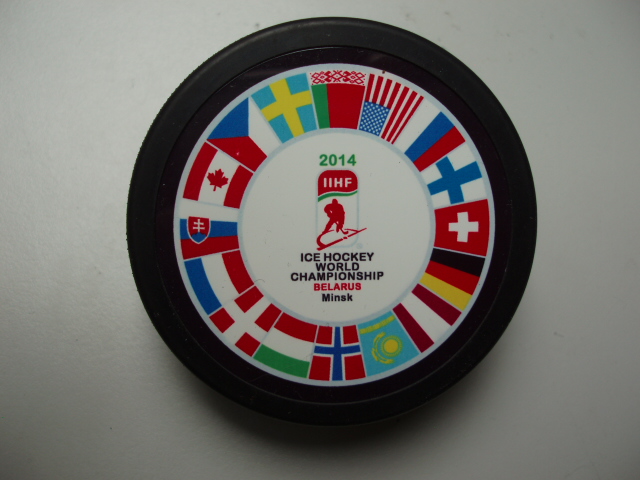 2014
IIHF
ICE HOCKEY
WORLD
CHAMPIONSHIP
BELARUS
Minsk